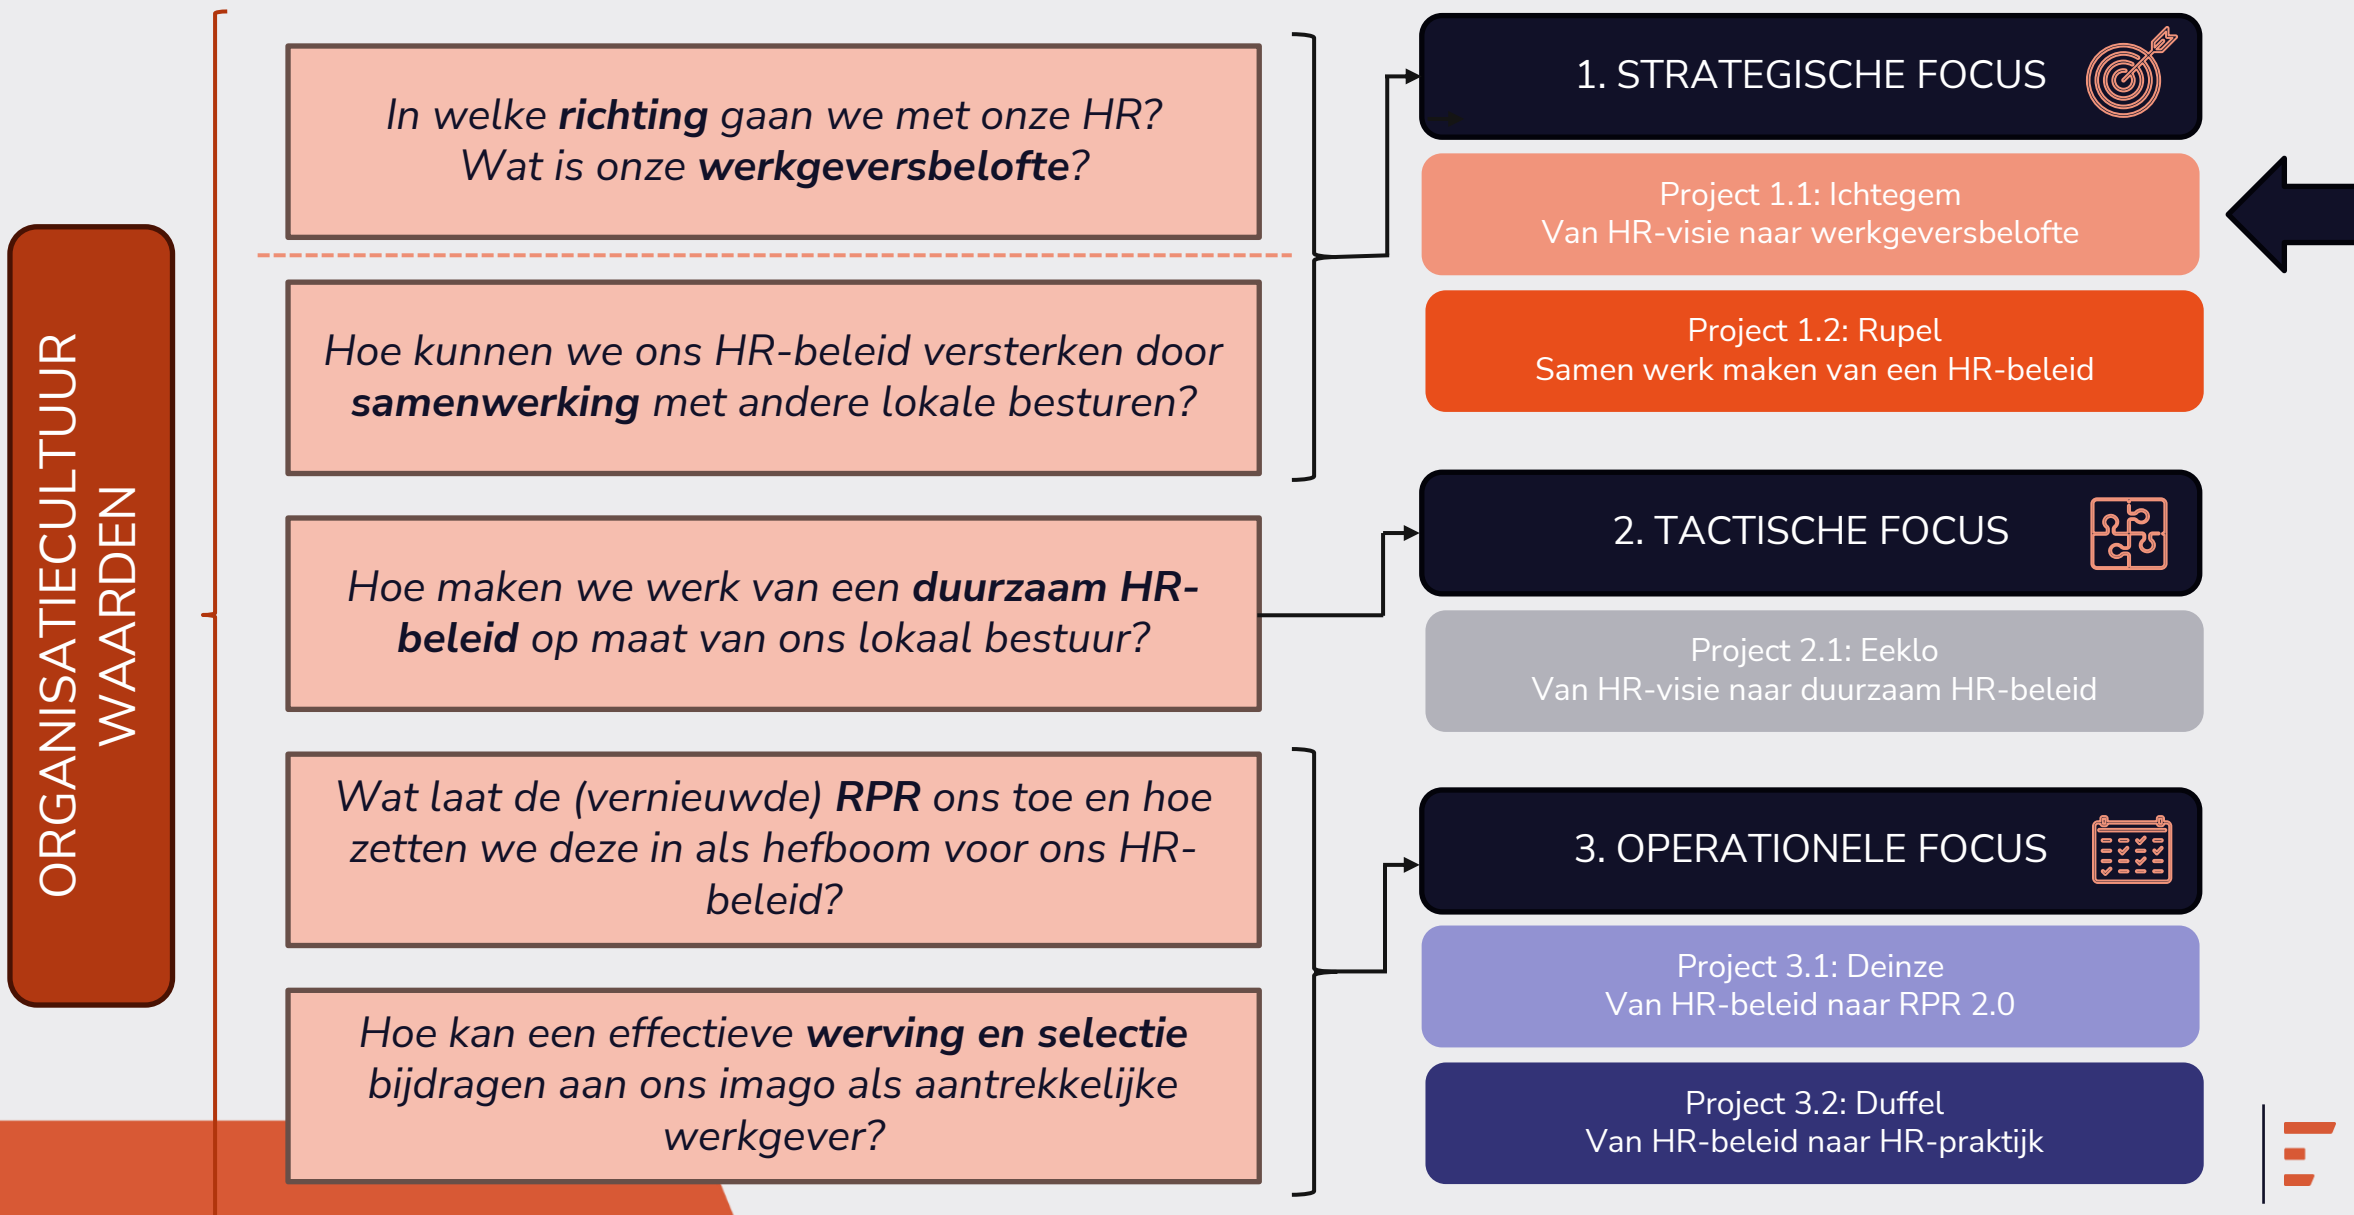 ORGANISATIECULTUUR
WAARDEN
In welke richting gaan we met onze HR?
Wat is onze werkgeversbelofte?
Hoe kunnen we ons HR-beleid versterken door
samenwerking met andere lokale besturen?
Hoe maken we werk van een duurzaam HR-
beleid op maat van ons lokaal bestuur?
Wat laat de (vernieuwde) RPR ons toe en hoe
zetten we deze in als hefboom voor ons HR-
beleid?
Hoe kan een effectieve werving en selectie
bijdragen aan ons imago als aantrekkelijke
werkgever?
1. STRATEGISCHE FOCUS
Project 1.1: Ichtegem
Van HR-visie naar werkgeversbelofte
Project 1.2: Rupel
Samen werk maken van een HR-beleid
2. TACTISCHE FOCUS
Project 2.1: Eeklo
Van HR-visie naar duurzaam HR-beleid
3. OPERATIONELE FOCUS
Project 3.1: Deinze
Van HR-beleid naar RPR 2.0
Project 3.2: Duffel
Van HR-beleid naar HR-praktijk